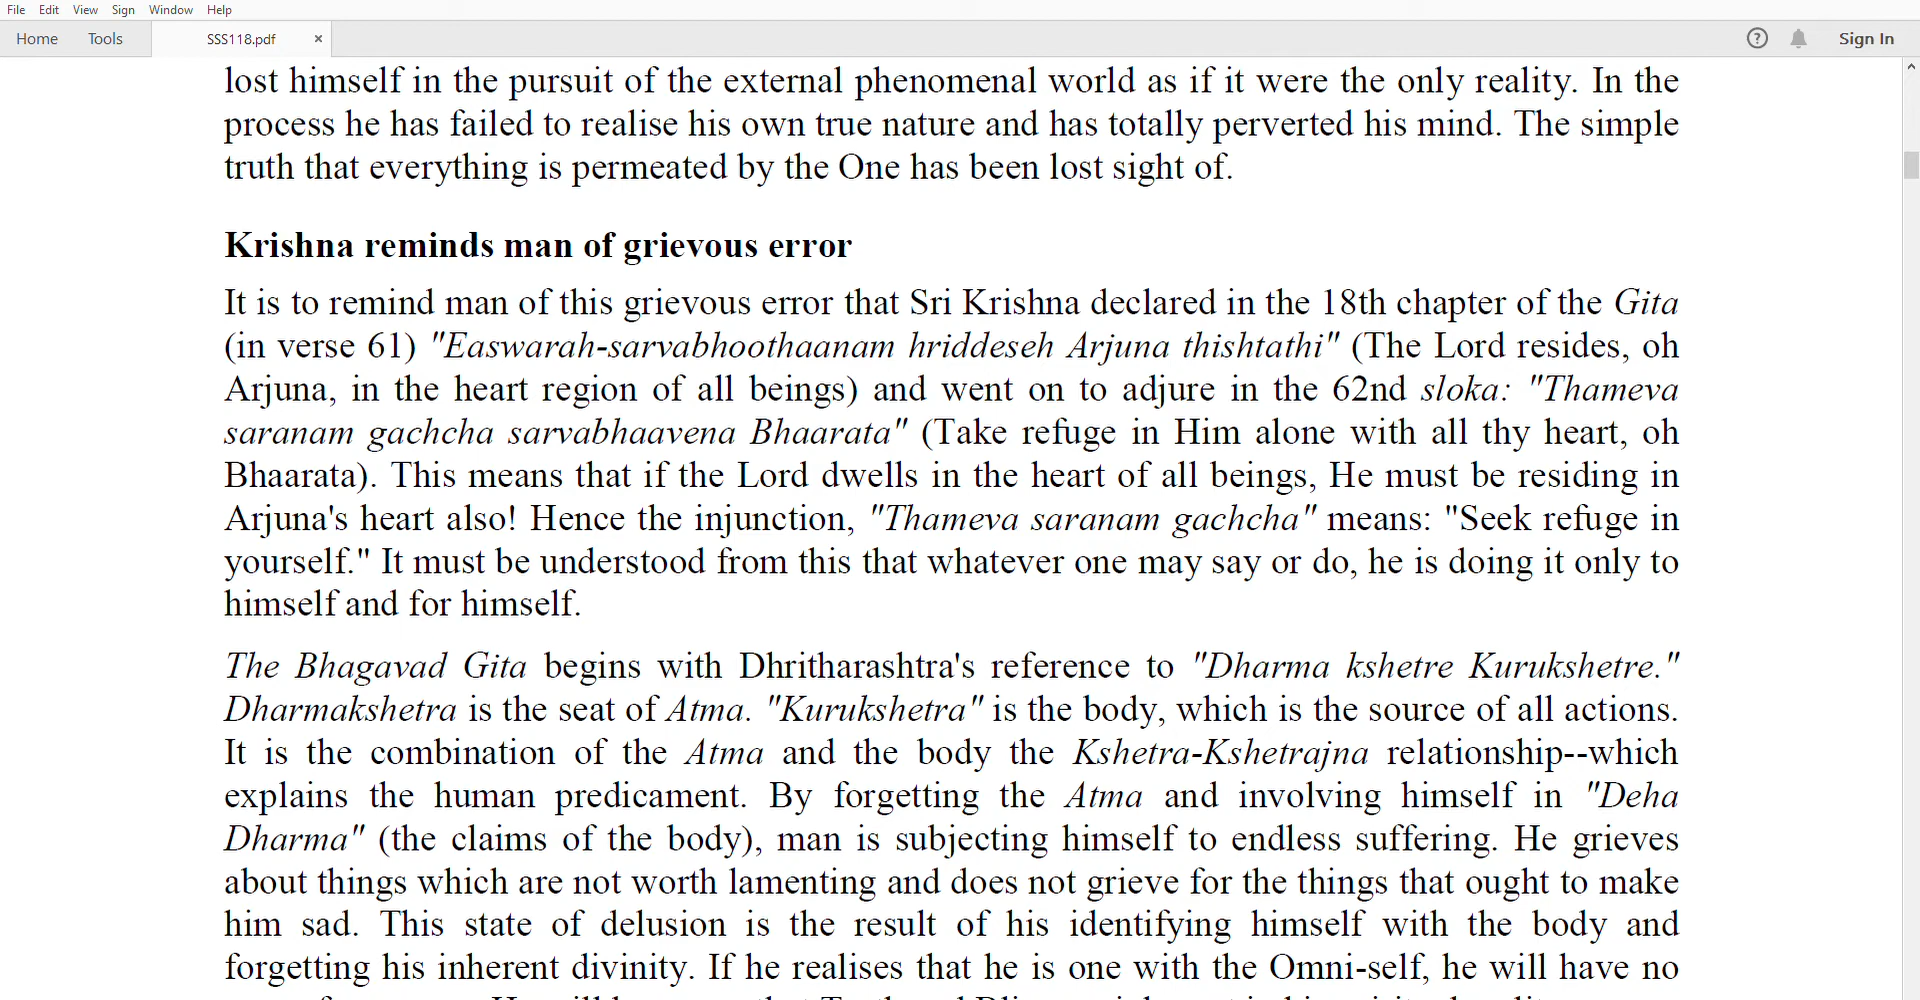 File Edit View Sign Window Help
Home Tools SSS118.pdf × ? Sign In
lost himself in the pursuit of the external phenomenal world as if it were the only reality. In the
process he has failed to realise his own true nature and has totally perverted his mind. The simple
truth that everything is permeated by the One has been lost sight of.
Krishna reminds man of grievous error
It is to remind man of this grievous error that Sri Krishna declared in the 18th chapter of the Gita
(in verse 61) "Easwarah-sarvabhoothaanam hriddeseh Arjuna thishtathi" (The Lord resides, oh
Arjuna, in the heart region of all beings) and went on to adjure in the 62nd sloka: "Thameva
saranam gachcha sarvabhaavena Bhaarata" (Take refuge in Him alone with all thy heart, oh
Bhaarata). This means that if the Lord dwells in the heart of all beings, He must be residing in
Arjuna's heart also! Hence the injunction, "Thameva saranam gachcha" means: "Seek refuge in
yourself." It must be understood from this that whatever one may say or do, he is doing it only to
himself and for himself.
The Bhagavad Gita begins with Dhritharashtra's reference to "Dharma kshetre Kurukshetre."
Dharmakshetra is the seat of Atma. "Kurukshetra" is the body, which is the source of all actions.
It is the combination of the Atma and the body the Kshetra-Kshetrajna relationship--which
explains the human predicament. By forgetting the Atma and involving himself in "Deha
Dharma" (the claims of the body), man is subjecting himself to endless suffering. He grieves
about things which are not worth lamenting and does not grieve for the things that ought to make
him sad. This state of delusion is the result of his identifying himself with the body and
forgetting his inherent divinity. If he realises that he is one with the Omni-self, he will have no